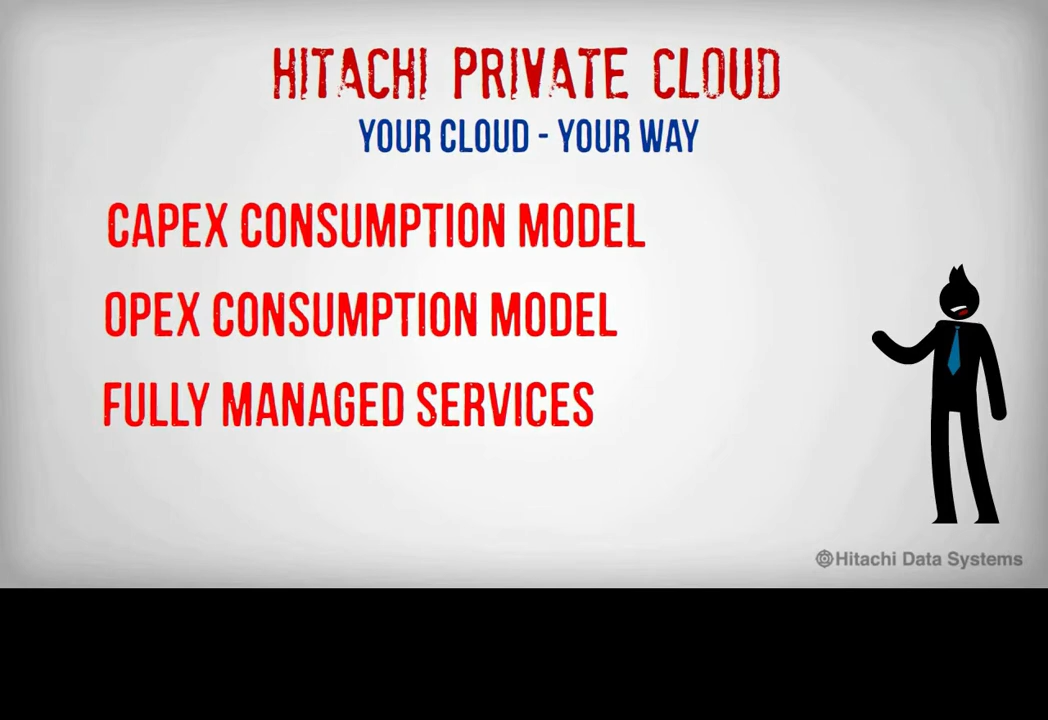 HITACHI PRIVATE CLOUD
YOUR CLOUD - YOUR WAY
CAPEX CONSUMPTION MODEL
OPEX CONSUMPTION MODEL
FULLY MANAGED SERVICES
Hitachi Data Systems